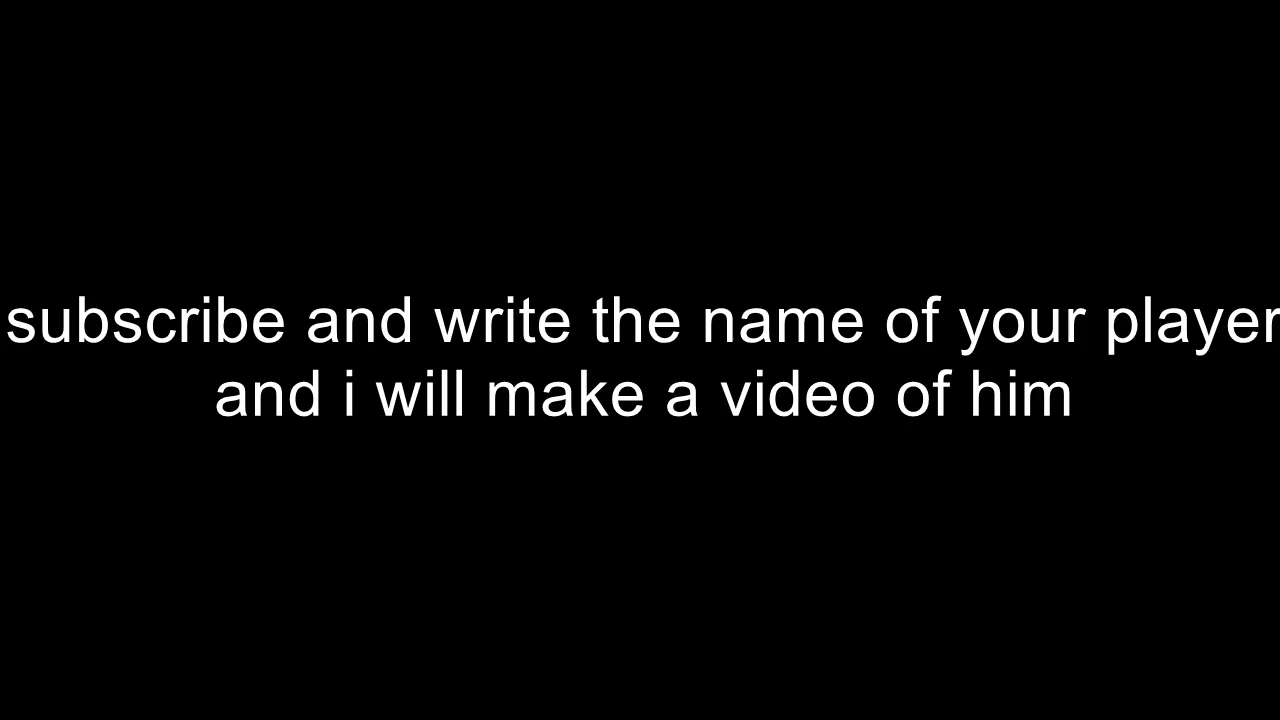 subscribe and write the name of your player
and i will make a video of him